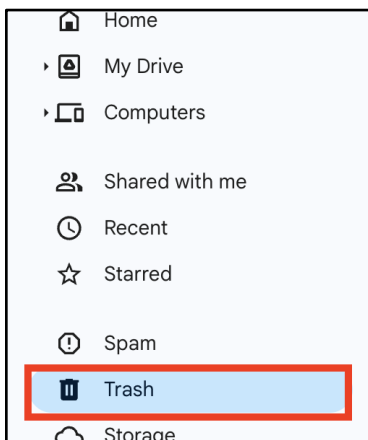 Home
My Drive
Computers
Shared with me
Recent
Starred
Spam
Trash
Storage